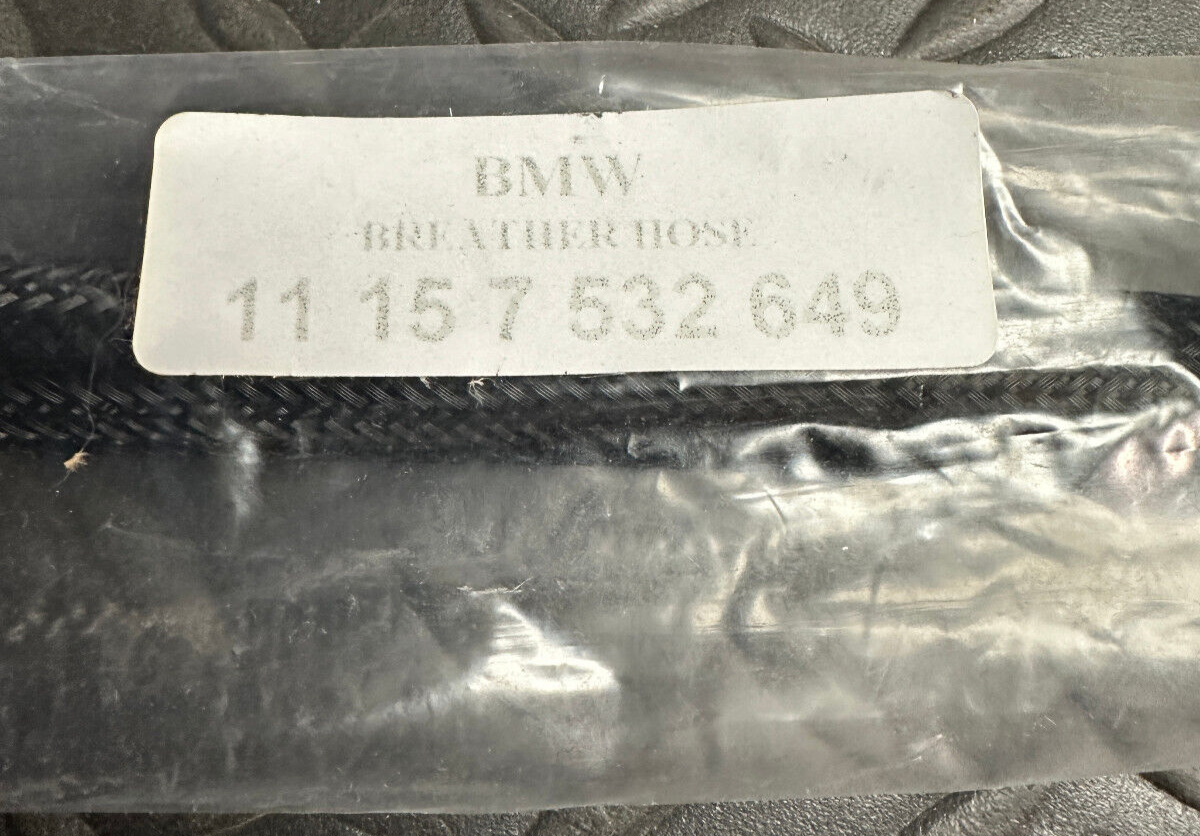 BMW
BREATHER HOSE
11 15 7 532 649